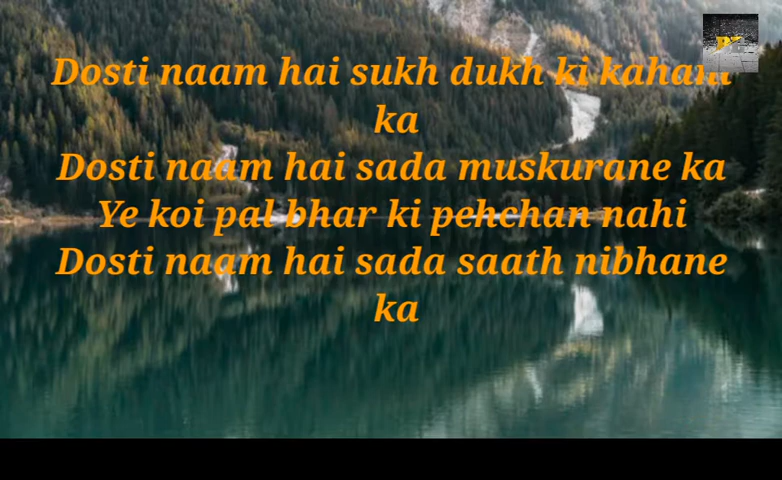 Dosti naam hai sukh dukh ki kahani
ka
Dosti naam hai sada muskurane ka
Ye koi pal bhar ki pehchan nahi
Dosti naam hai sada saath nibhane
ka